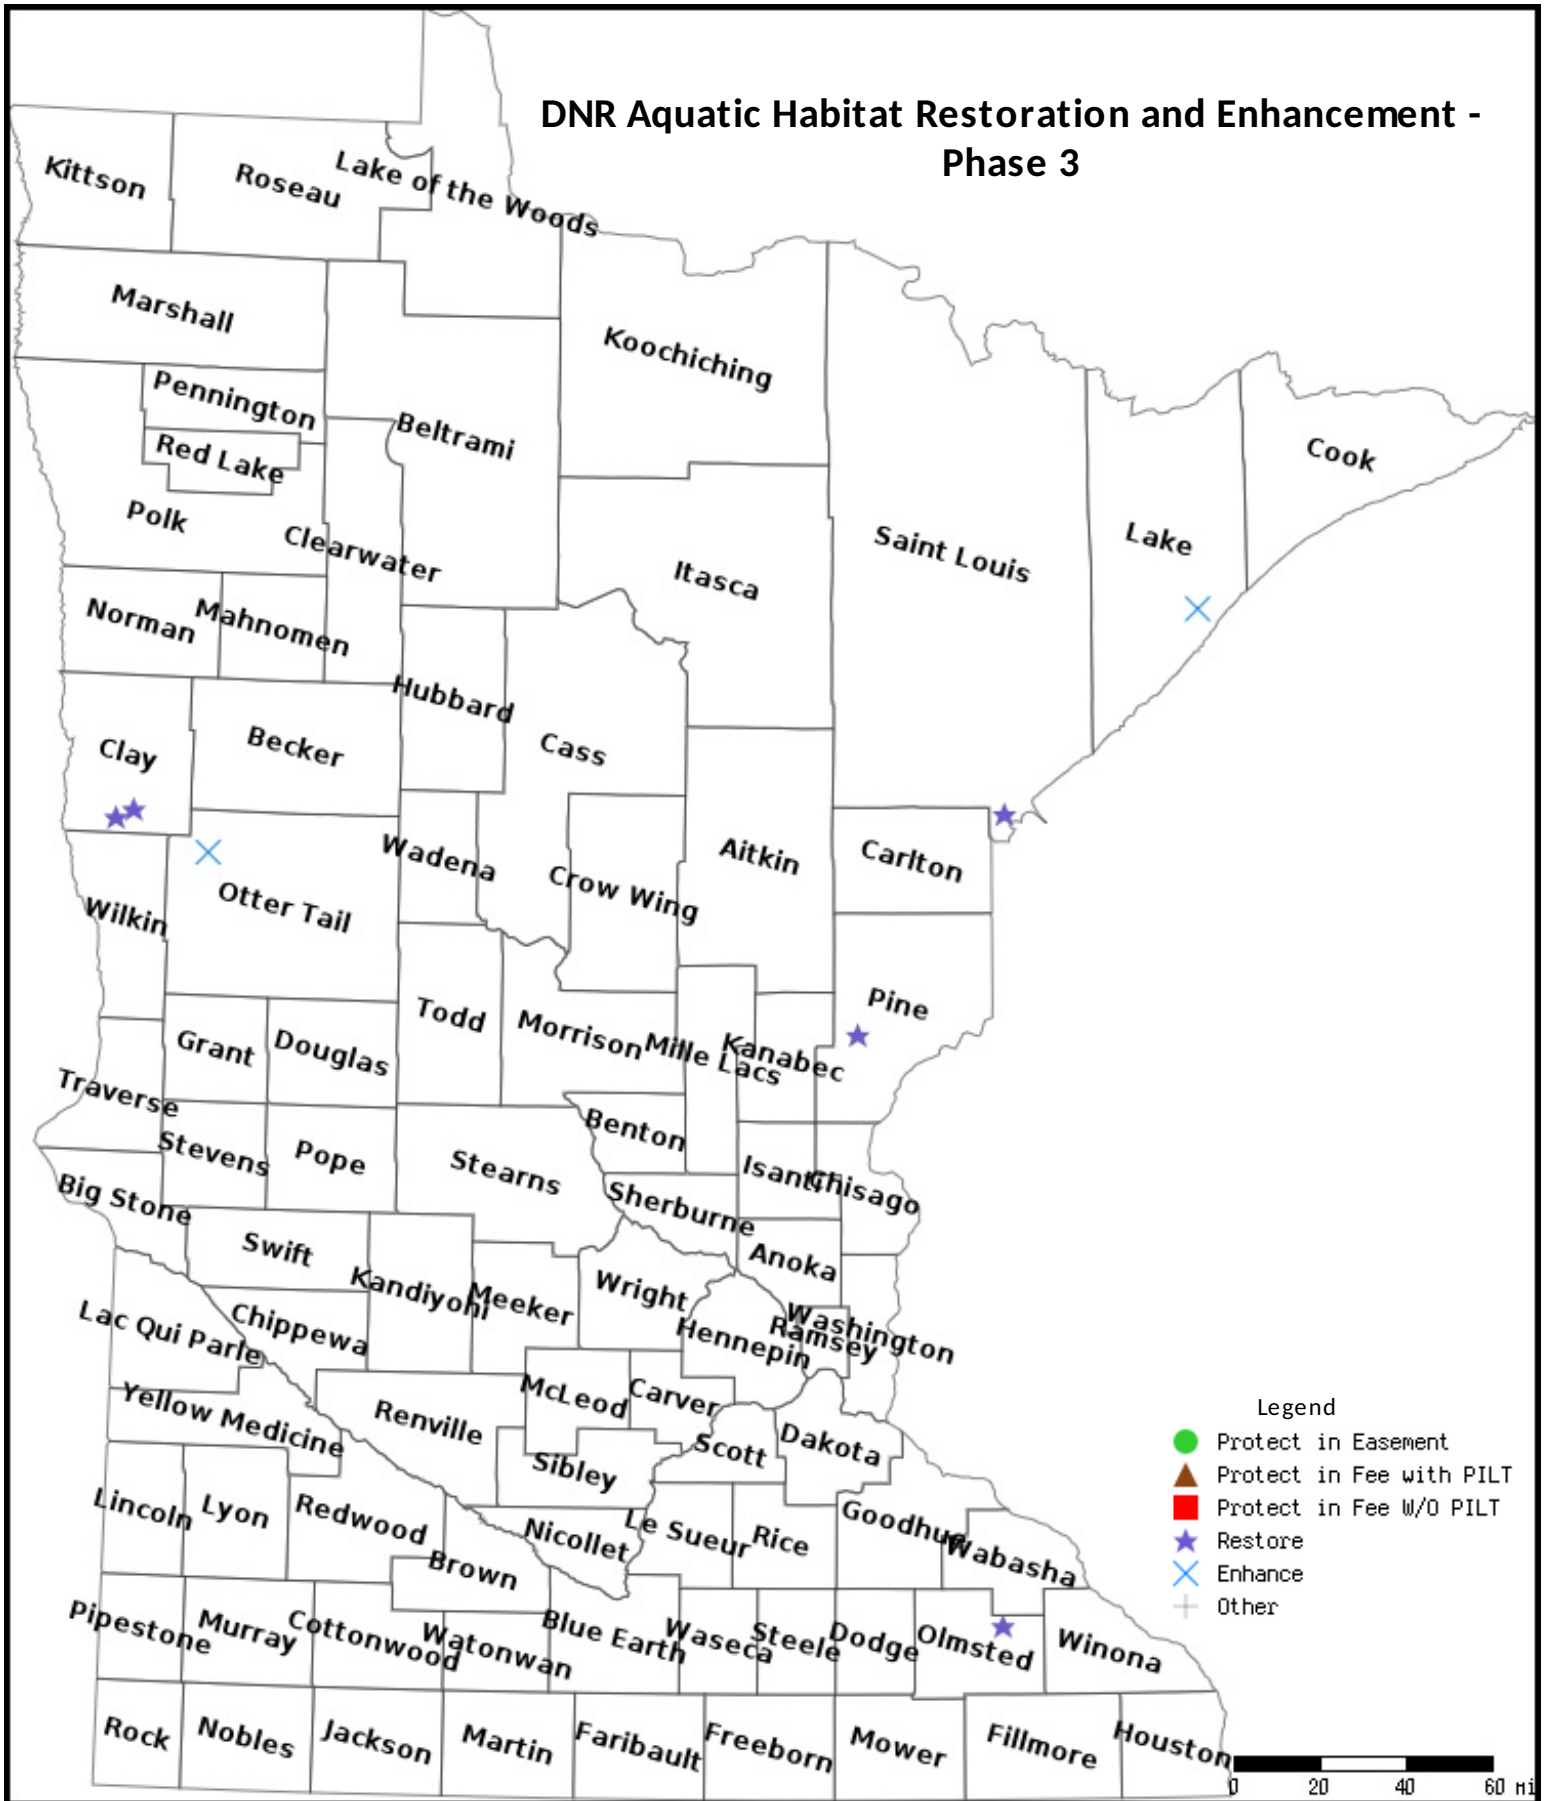 DNR Aquatic Habitat Restoration and Enhancement -
Phase 3
Kittson
Roseau
Lake of the Woods
Marshall
Koochiching
Pennington
Beltrami
Red Lake
Cook
Polk
Clearwater
Saint Louis
Lake
Itasca
Norman
Mahnomen
Hubbard
Clay
Becker
Cass
Wadena
Aitkin
Carlton
Crow Wing
Otter Tail
Wilkin
Todd
Pine
Morrison
Mille Lacs
Kanabec
Grant
Douglas
Traverse
Benton
Stevens
Pope
Stearns
Isanti
Chisago
Big Stone
Sherburne
Swift
Anoka
Kandiyohi
Meeker
Wright
Washington
Ramsey
Hennepin
Lac Qui Parle
Chippewa
McLeod
Carver
Yellow Medicine
Renville
Scott
Dakota
Sibley
Lincoln
Lyon
Redwood
Nicollet
Le Sueur
Rice
Goodhue
Wabasha
Brown
Pipestone
Murray
Cottonwood
Watonwan
Blue Earth
Waseca
Steele
Dodge
Olmsted
Winona
Rock
Nobles
Jackson
Martin
Faribault
Freeborn
Mower
Fillmore
Houston
Legend
Protect in Easement
Protect in Fee with PILT
Protect in Fee W/O PILT
Restore
Enhance
Other
0 20 40 60 mi